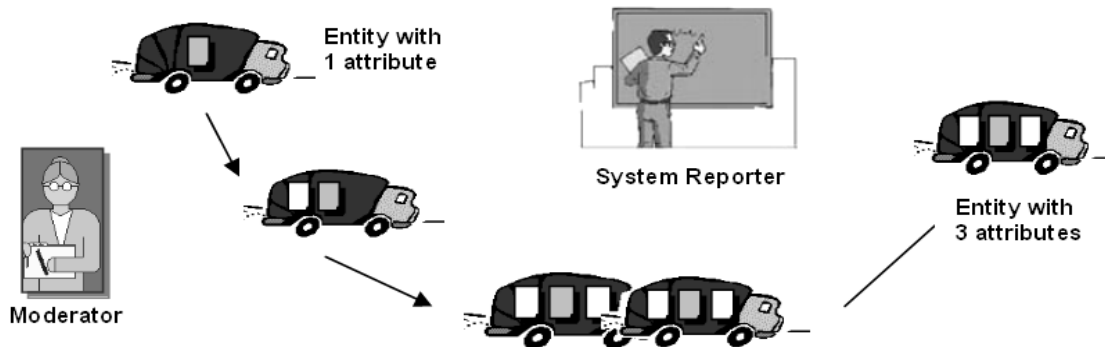 Entity with
1 attribute
System Reporter
Entity with
3 attributes
Moderator